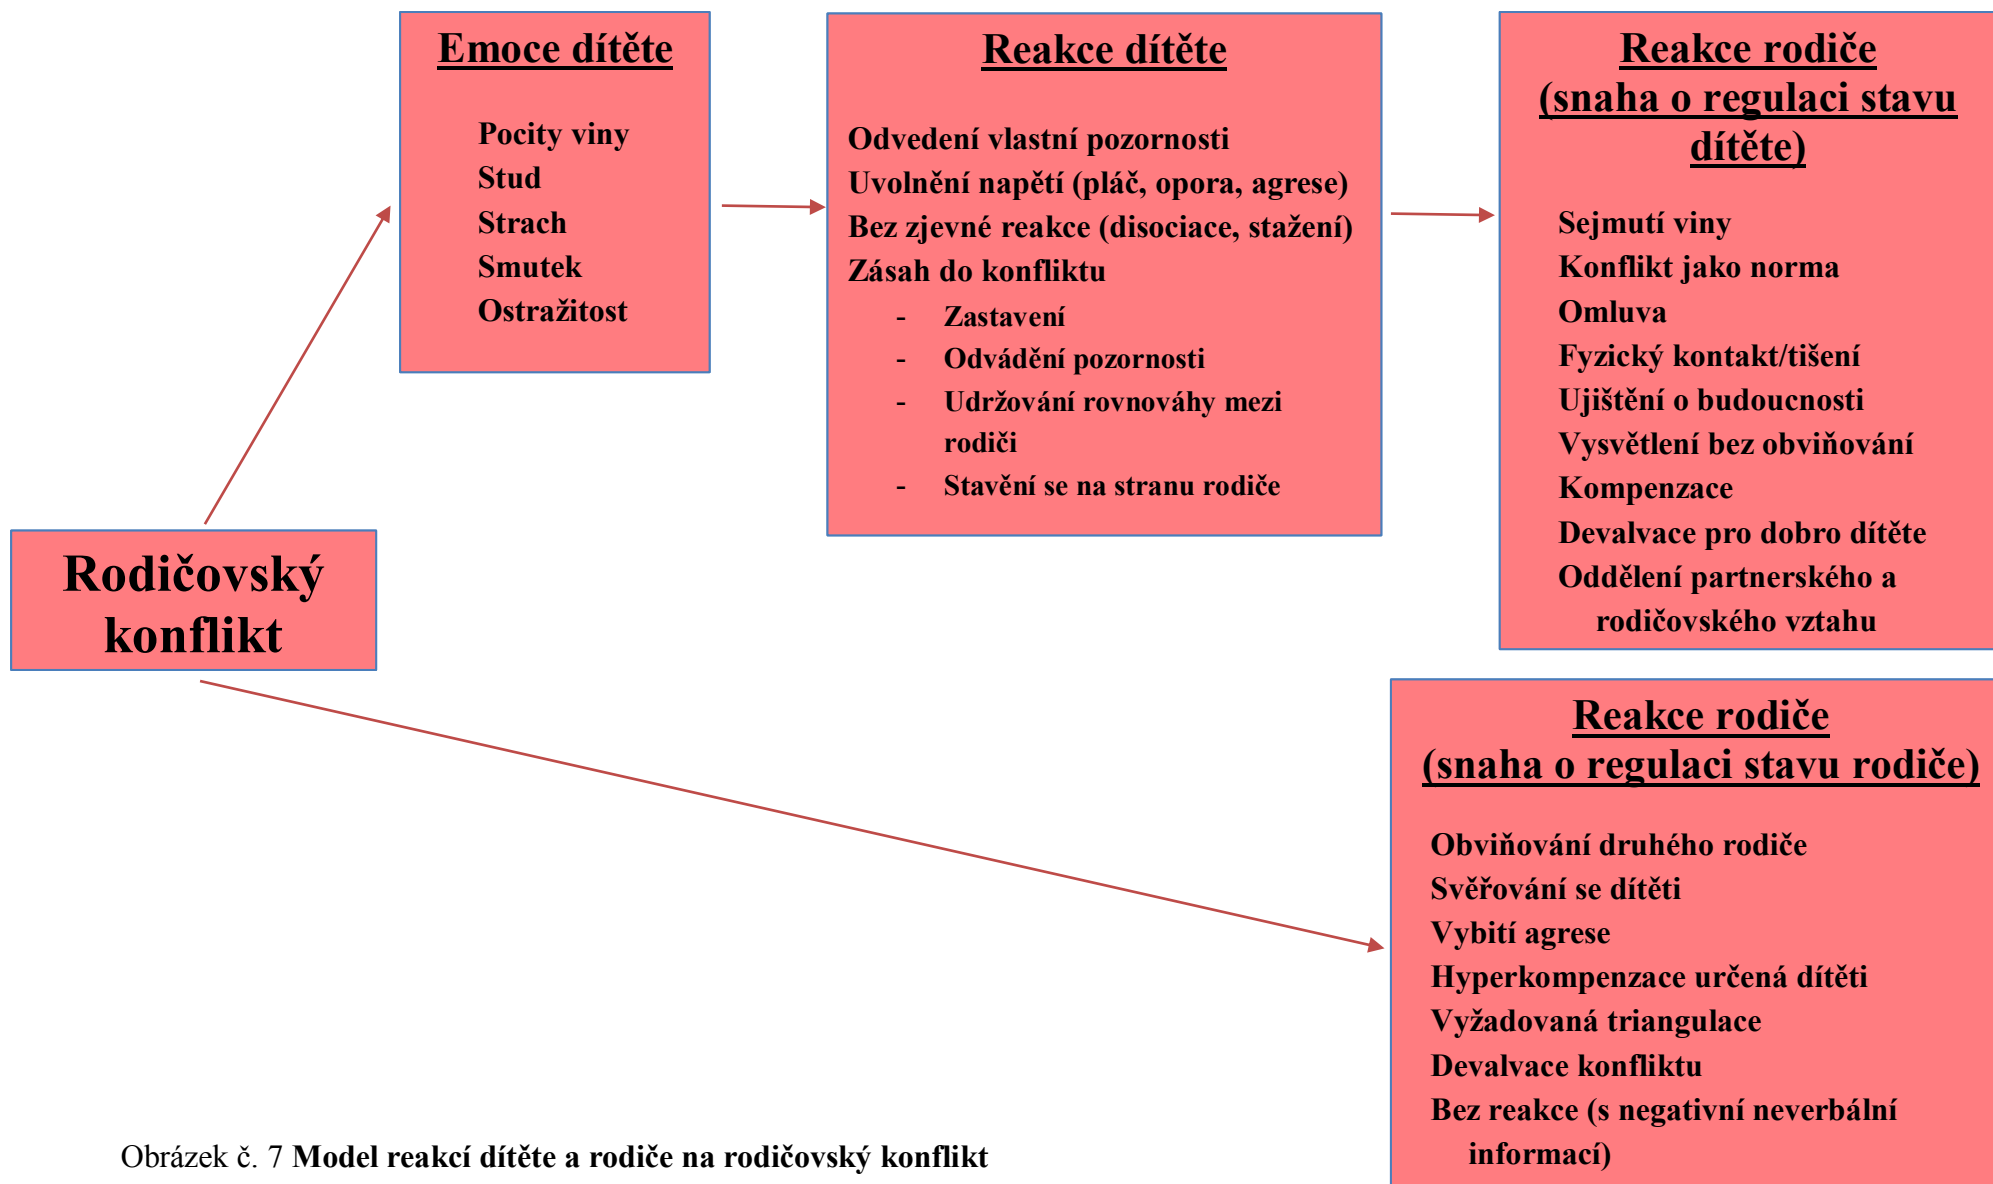 Emoce dítěte
Pocity viny
Stud
Strach
Smutek
Ostražitost
Reakce dítěte
Odvedení vlastní pozornosti
Uvolnění napětí (pláč, opora, agrese)
Bez zjevné reakce (disociace, stažení)
Zásah do konfliktu
- Zastavení
- Odvádění pozornosti
- Udržování rovnováhy mezi
rodiči
- Stavění se na stranu rodiče
Reakce rodiče
(snaha o regulaci stavu
dítěte)
Sejmutí viny
Konflikt jako norma
Omluva
Fyzický kontakt/tišení
Ujištění o budoucnosti
Vysvětlení bez obviňování
Kompenzace
Devalvace pro dobro dítěte
Oddělení partnerského a
rodičovského vztahu
Rodičovský
konflikt
Reakce rodiče
(snaha o regulaci stavu rodiče)
Obviňování druhého rodiče
Svěřování se dítěti
Vybití agrese
Hyperkompenzace určená dítěti
Vyžadovaná triangulace
Devalvace konfliktu
Bez reakce (s negativní neverbální
informací)
Obrázek č. 7 Model reakcí dítěte a rodiče na rodičovský konflikt